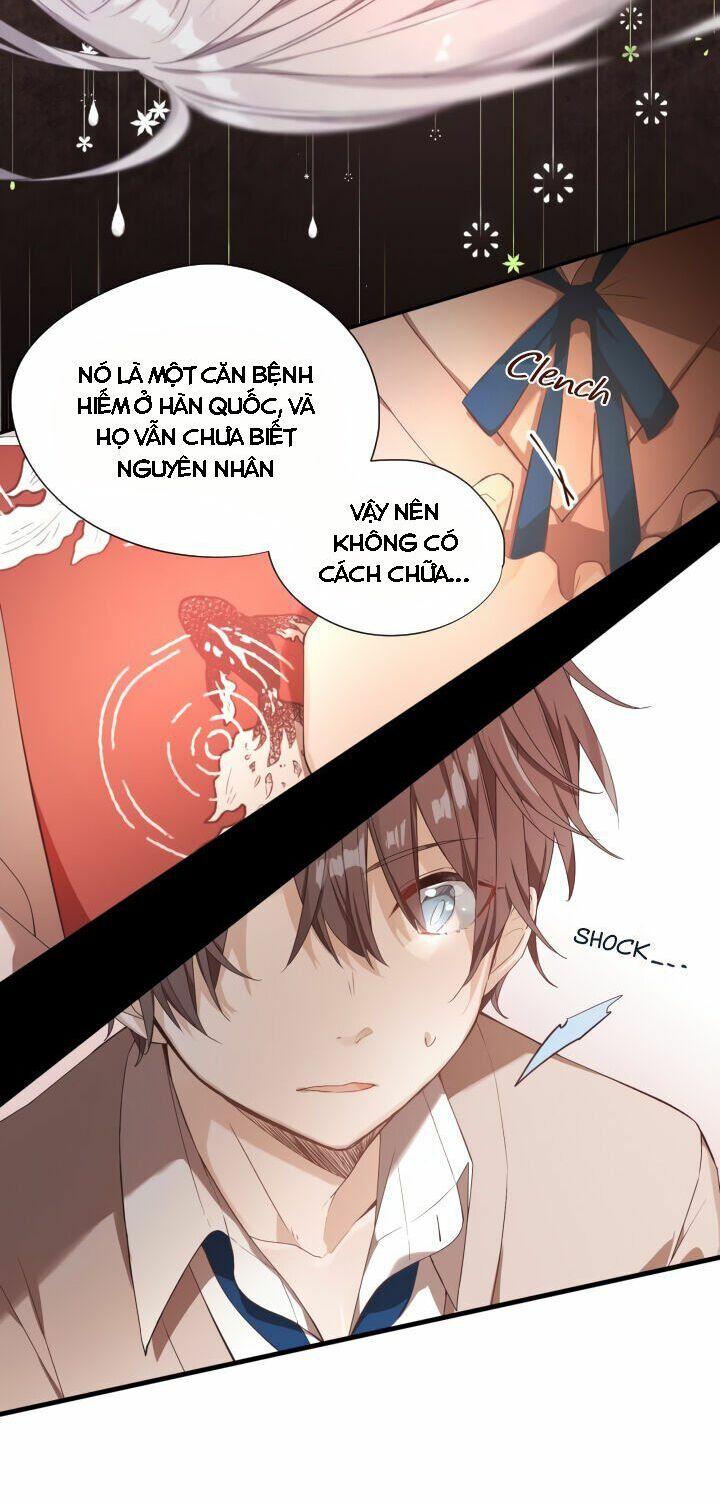 Clench
NÓ LÀ MỘT CĂN BỆNH
HIẾM Ở HÀN QUỐC, VÀ
HỌ VẪN CHƯA BIẾT
NGUYÊN NHÂN
VẬY NÊN
KHÔNG CÓ
CÁCH CHỮA...
SHOCK_...